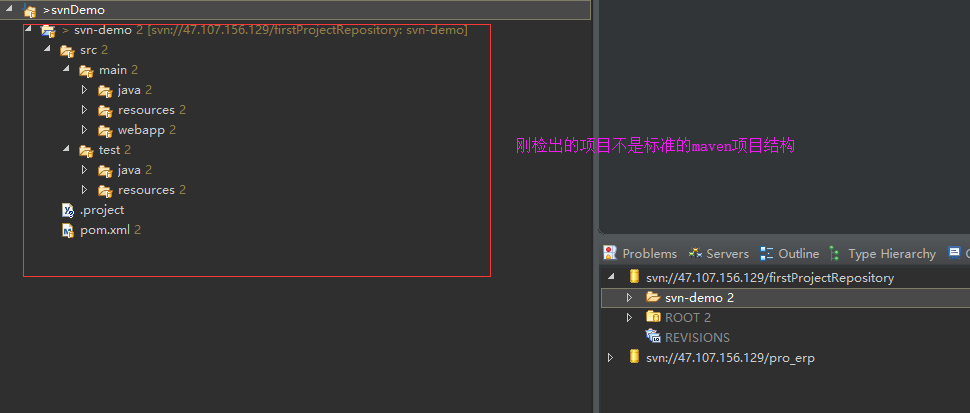 >svnDemo
> svn-demo 2 [svn://47.107.156.129/firstProjectRepository: svn-demo]
src 2
main 2
java 2
resources 2
webapp 2
test 2
java 2
resources 2
.project
pom.xml 2
刚检出的项目不是标准的maven项目结构
Problems Servers Outline Type Hierarchy
svn://47.107.156.129/firstProjectRepository
svn-demo 2
ROOT 2
REVISIONS
svn://47.107.156.129/pro_erp